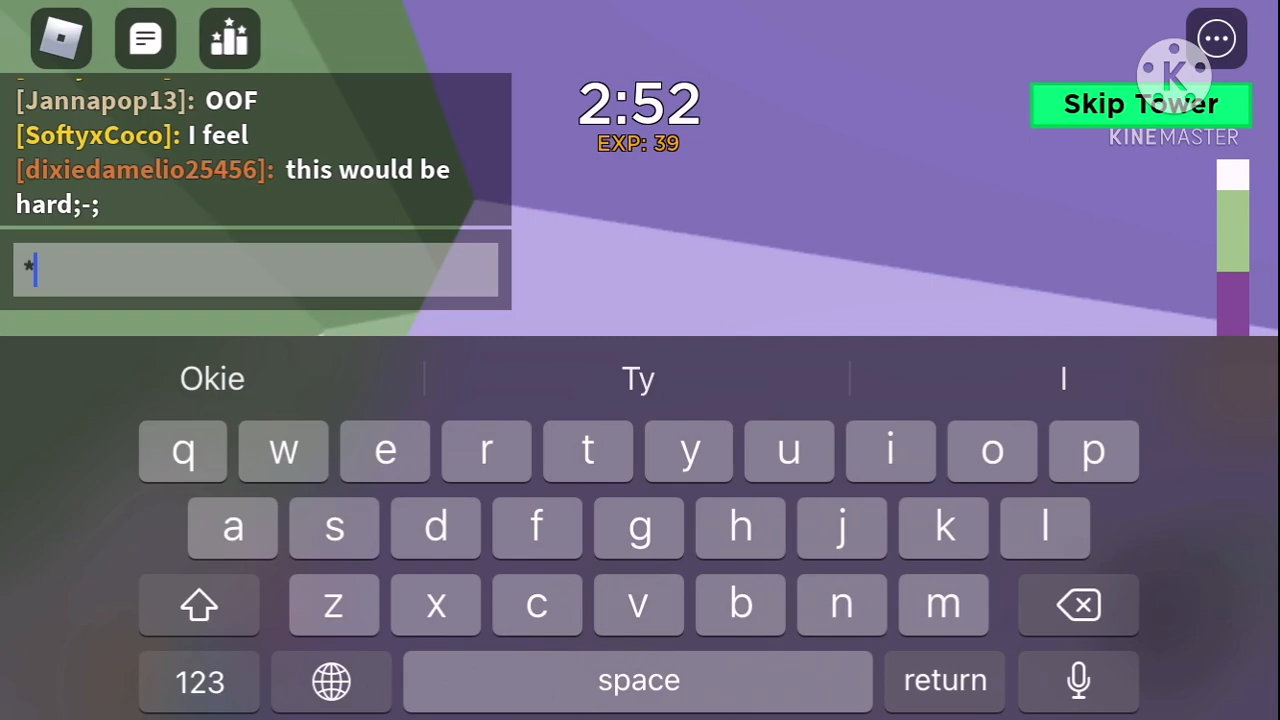 [Jannapop13]: OOF
[SoftyxCoco]: I feel
[dixiedamelio25456]: this would be
hard;-;
*
2:52
EXP: 39
Skip Tower
K
KINEMASTER
Okie Ty I
q w e r t y u i o p
a s d f g h j k l
z x c v b n m
123 space return